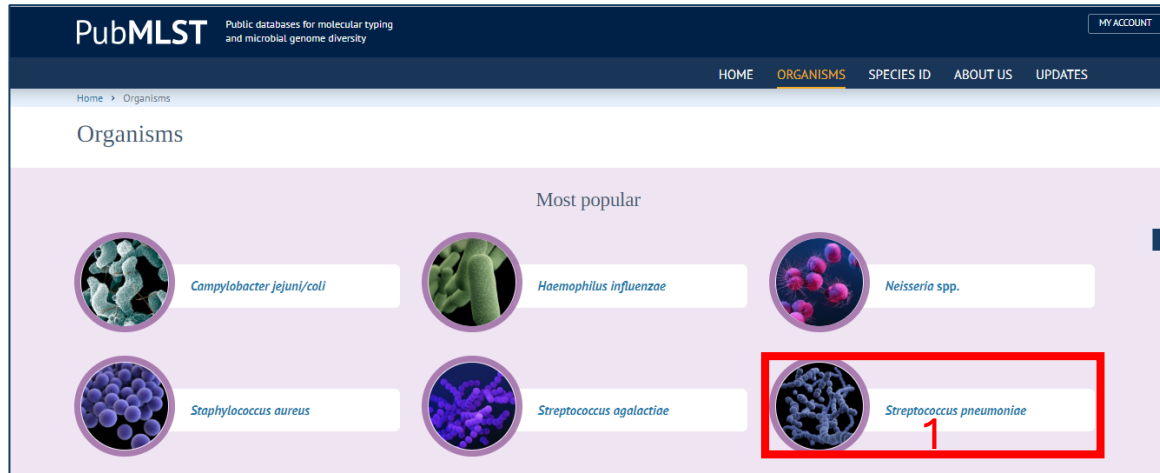 PubMLST
Public databases for molecular typing
and microbial genome diversity
MY ACCOUNT
HOME ORGANISMS SPECIES ID ABOUT US UPDATES
Home › Organisms
Organisms
Most popular
Campylobacter jejuni/coli
Haemophilus influenzae
Neisseria spp.
Staphylococcus aureus
Streptococcus agalactiae
Streptococcus pneumoniae
1